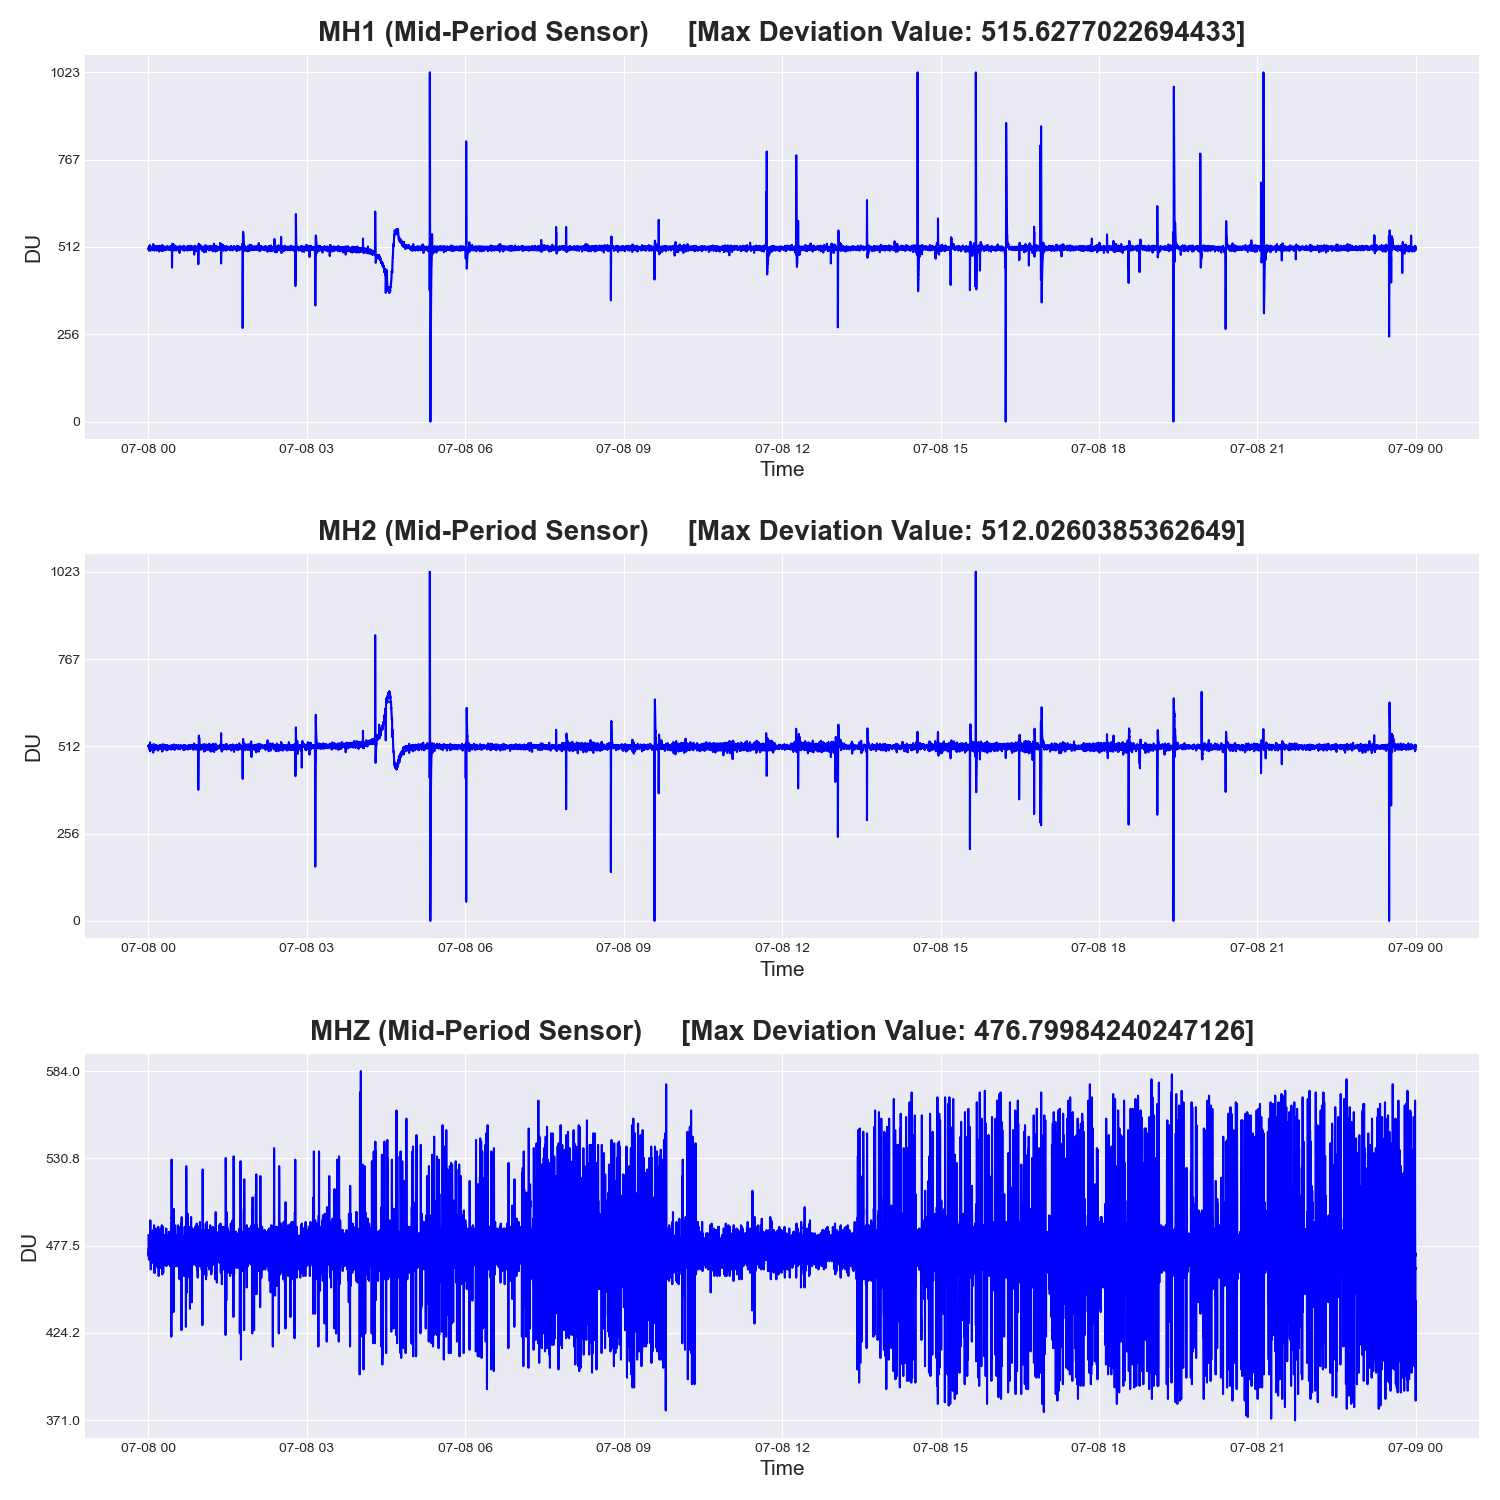 MH1 (Mid-Period Sensor) [Max Deviation Value: 515.6277022694433]
1023
767
DU
512
256
0
07-08 00 07-08 03 07-08 06 07-08 09 07-08 12 07-08 15 07-08 18 07-08 21 07-09 00
Time
MH2 (Mid-Period Sensor) [Max Deviation Value: 512.0260385362649]
1023
767
DU
512
256
0
07-08 00 07-08 03 07-08 06 07-08 09 07-08 12 07-08 15 07-08 18 07-08 21 07-09 00
Time
MHZ (Mid-Period Sensor) [Max Deviation Value: 476.79984240247126]
584.0
530.8
DU
477.5
424.2
371.0
07-08 00 07-08 03 07-08 06 07-08 09 07-08 12 07-08 15 07-08 18 07-08 21 07-09 00
Time